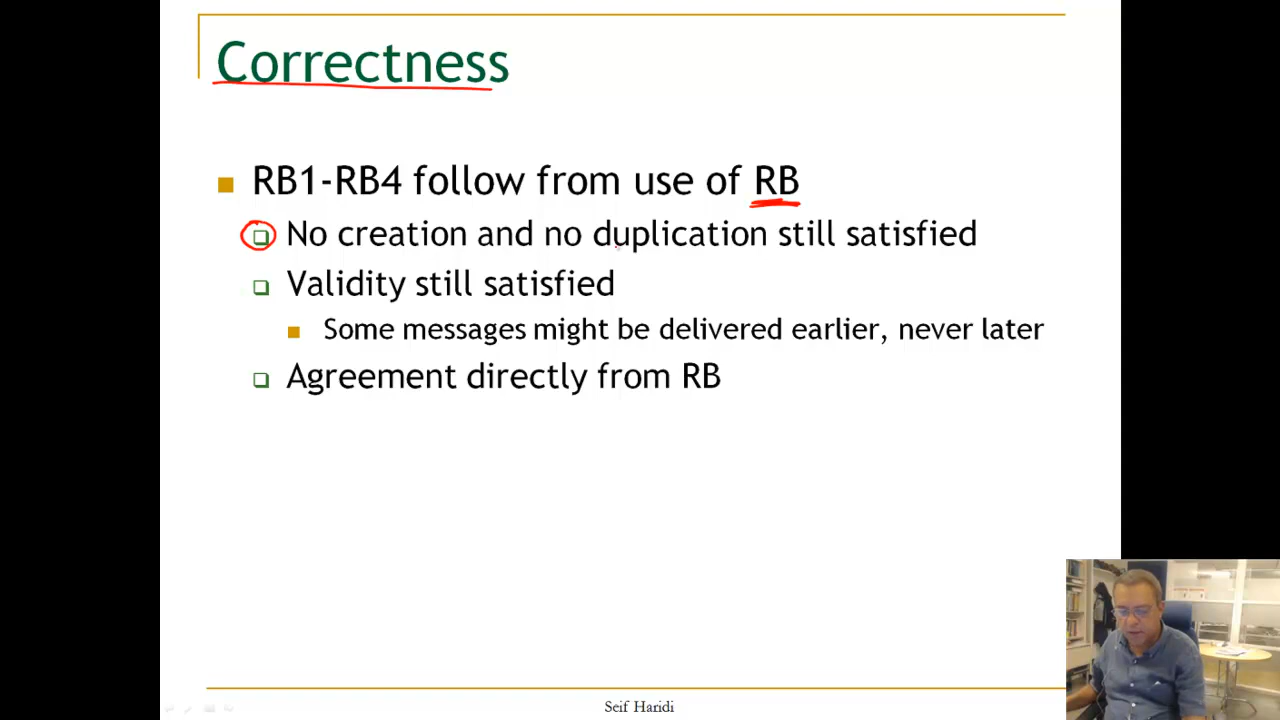 Correctness
RB1-RB4 follow from use of RB
No creation and no duplication still satisfied
Validity still satisfied
Some messages might be delivered earlier, never later
Agreement directly from RB
Seif Haridi